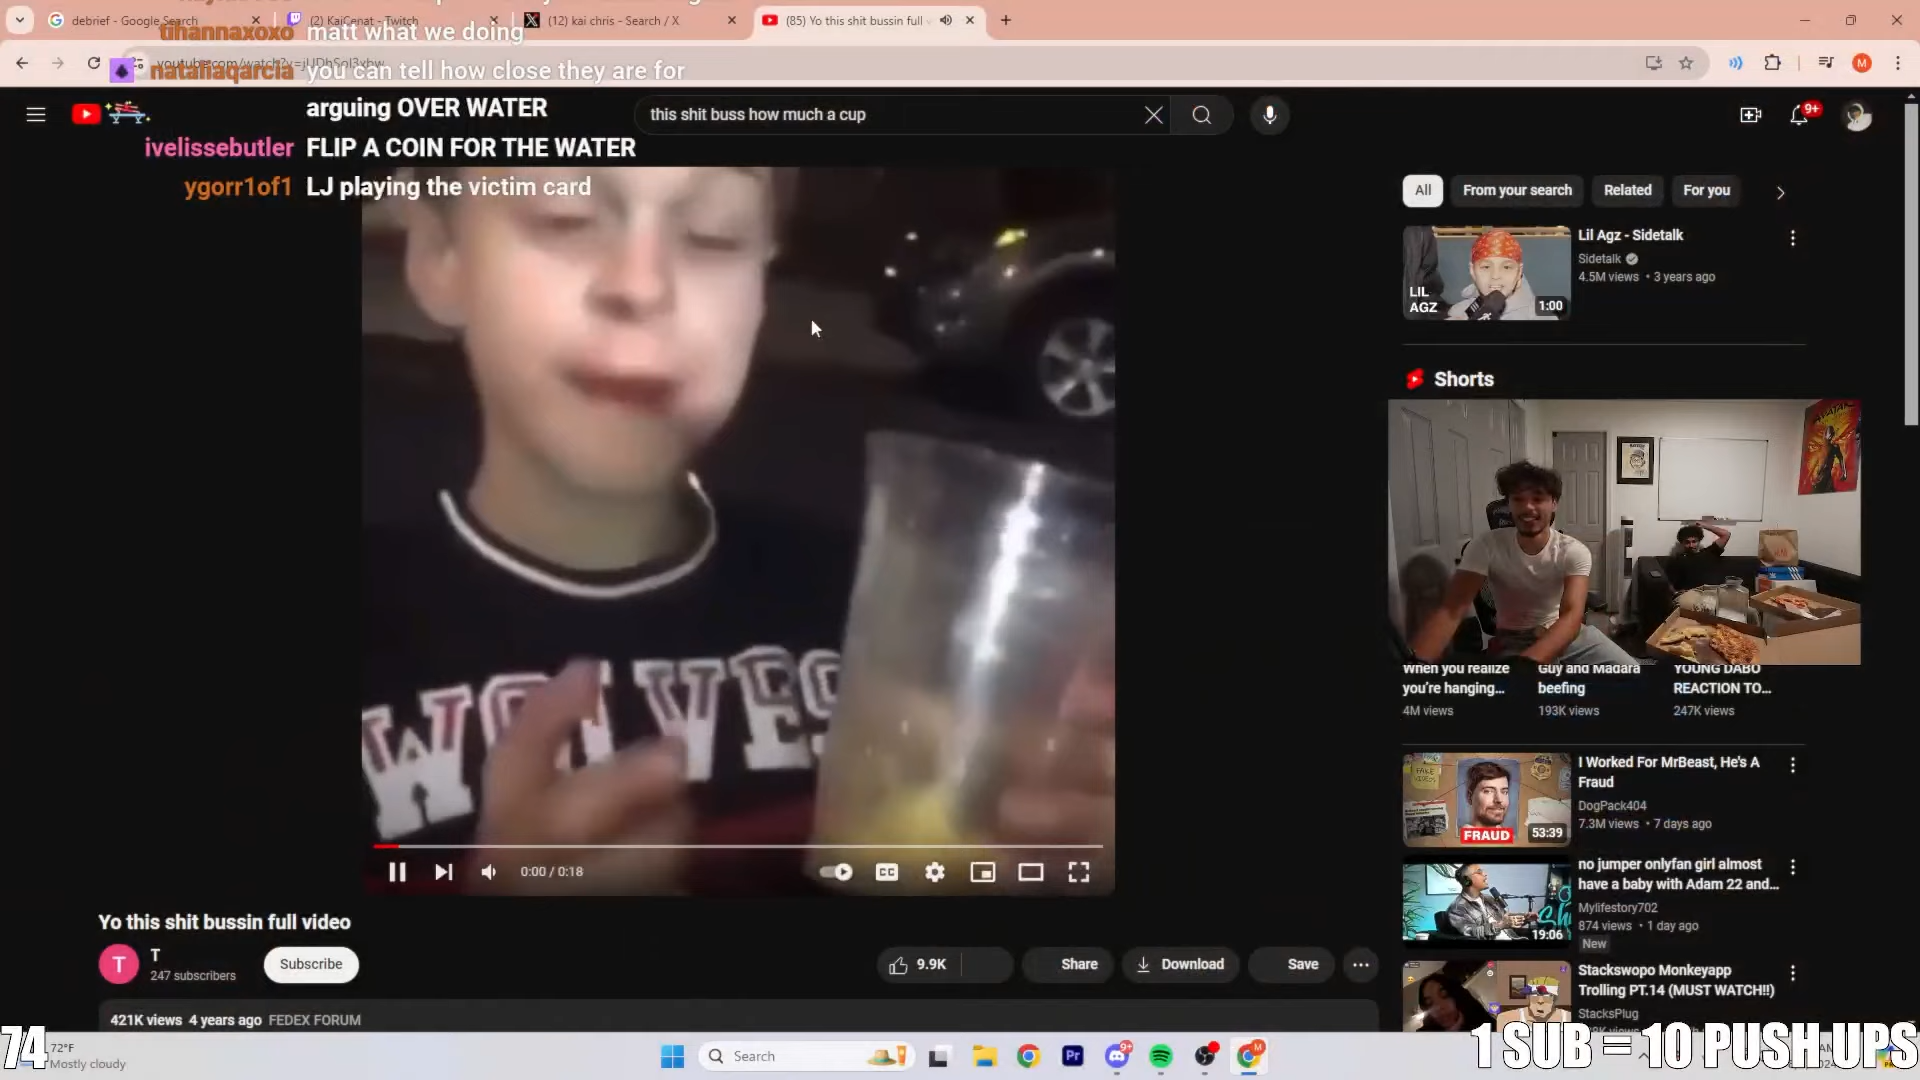 debrief - Google Search
(2) KaiCenat - Twitch
(12) kai chris - Search / X
(85) Yo this shit bussin full
tihannaxoxo matt what we doing
nataliaqarcia you can tell how close they are for
arguing OVER WATER
ivelissebutler FLIP A COIN FOR THE WATER
ygorr1of1 LJ playing the victim card
this shit buss how much a cup
9+
M
All
From your search
Related
For you
Lil Agz - Sidetalk
Sidetalk
4.5M views • 3 years ago
LIL
AGZ
1:00
Shorts
WOLVES
When you realize
you're hanging...
4M views
Guy and Madara
beefing
193K views
YOUNG DABO
REACTION TO...
247K views
I Worked For MrBeast, He's A
Fraud
DogPack404
7.3M views • 7 days ago
FRAUD
53:39
no jumper onlyfan girl almost
have a baby with Adam 22 and...
Mylifestory702
874 views • 1 day ago
New
19:06
Stackswopo Monkeyapp
Trolling PT.14 (MUST WATCH!!)
StacksPlug
0:00 / 0:18
CC
Yo this shit bussin full video
T
T
247 subscribers
Subscribe
9.9K
Share
Download
Save
421K views 4 years ago FEDEX FORUM
74
72°F
Mostly cloudy
Search
Pr
9+
M
1 SUB = 10 PUSH UPS